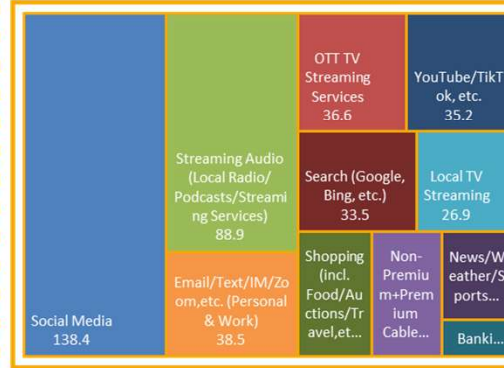 Social Media
138.4
Streaming Audio
(Local Radio/
Podcasts/Streami
ng Services)
88.9
Email/Text/IM/Zo
om,etc. (Personal
& Work)
38.5
OTT TV
Streaming
Services
36.6
YouTube/TikT
ok, etc.
35.2
Search (Google,
Bing, etc.)
33.5
Local TV
Streaming
26.9
Shopping
(incl.
Food/Au
ctions/Tr
avel,et...
Non-
Premiu
m+Prem
ium
Cable...
News/W
eather/S
ports...
Banki...